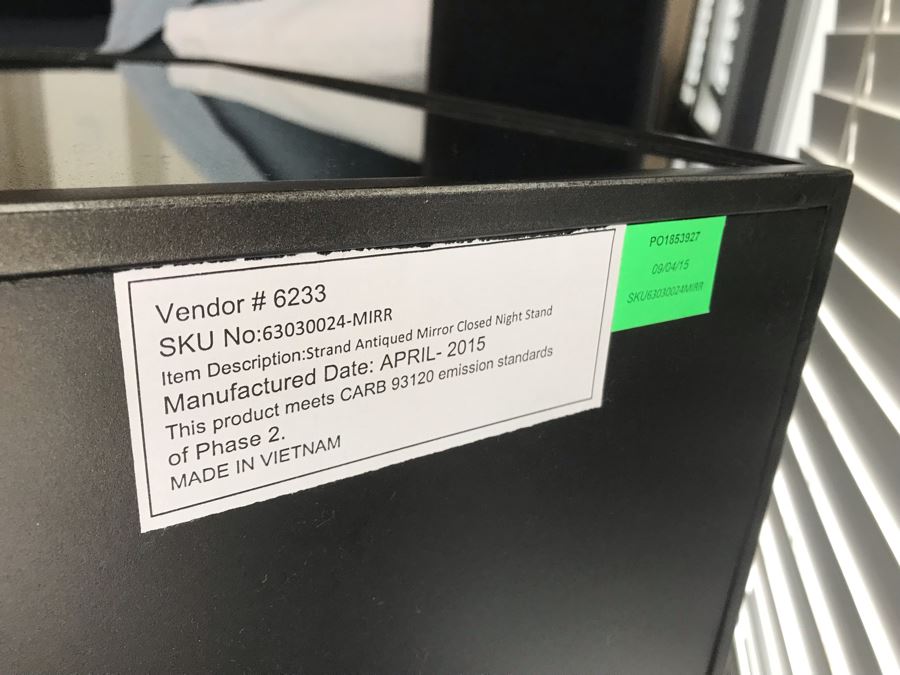 Vendor # 6233
SKU No:63030024-MIRR
Item Description:Strand Antiqued Mirror Closed Night Stand
Manufactured Date: APRIL- 2015
This product meets CARB 93120 emission standards
of Phase 2.
MADE IN VIETNAM
PO1853927
09/04/15
SKU63030024MIRR